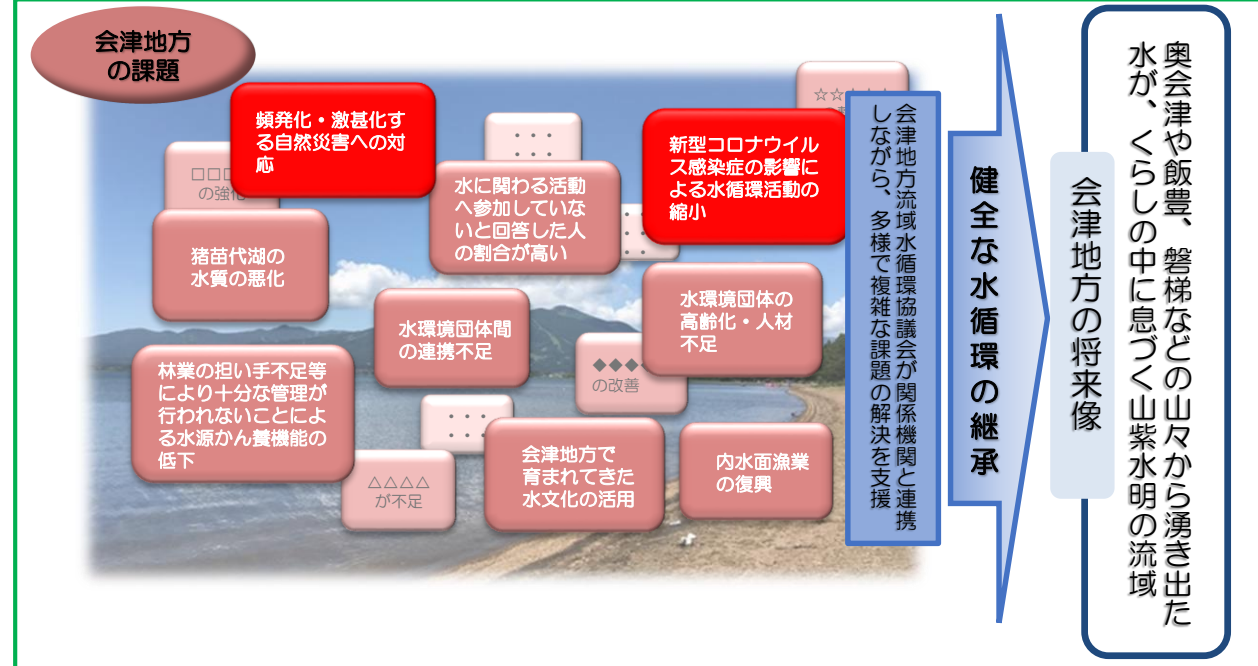 会津地方
の課題
頻発化・激甚化す
る自然災害への対
応
□□□
の強化
猪苗代湖の
水質の悪化
水に関わる活動
へ参加していな
いと回答した人
の割合が高い
新型コロナウイル
ス感染症の影響に
よる水循環活動の
縮小
水環境団体間
の連携不足
水環境団体の
高齢化・人材
不足
◆◆◆
の改善
林業の担い手不足等
により十分な管理が
行われないことによ
る水源かん養機能の
低下
△△△△
が不足
会津地方で
育まれてきた
水文化の活用
内水面漁業
の復興
会津地方流域水循環協議会が関係機関と連携
しながら、多様で複雑な課題の解決を支援
健全な水循環の継承
会津地方の将来像
奥会津や飯豊、磐梯などの山々から湧き出た
水が、くらしの中に息づく山紫水明の流域